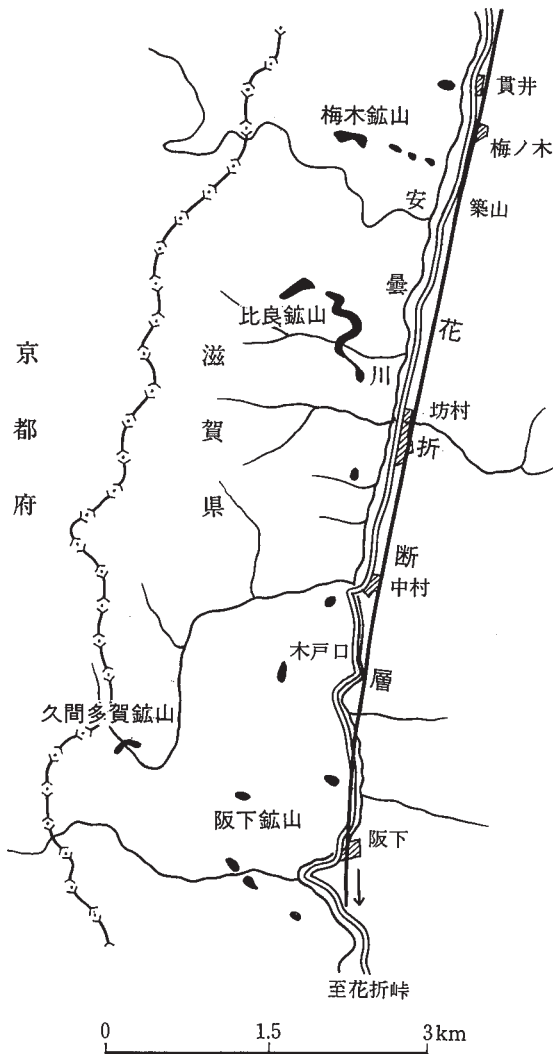 貫井
梅木鉱山
梅ノ木
築山
安曇川
花折断層
比良鉱山
京都府
滋賀県
坊村
中村
木戸口
久間多賀鉱山
阪下鉱山
阪下
至花折峠
0 1.5 3km